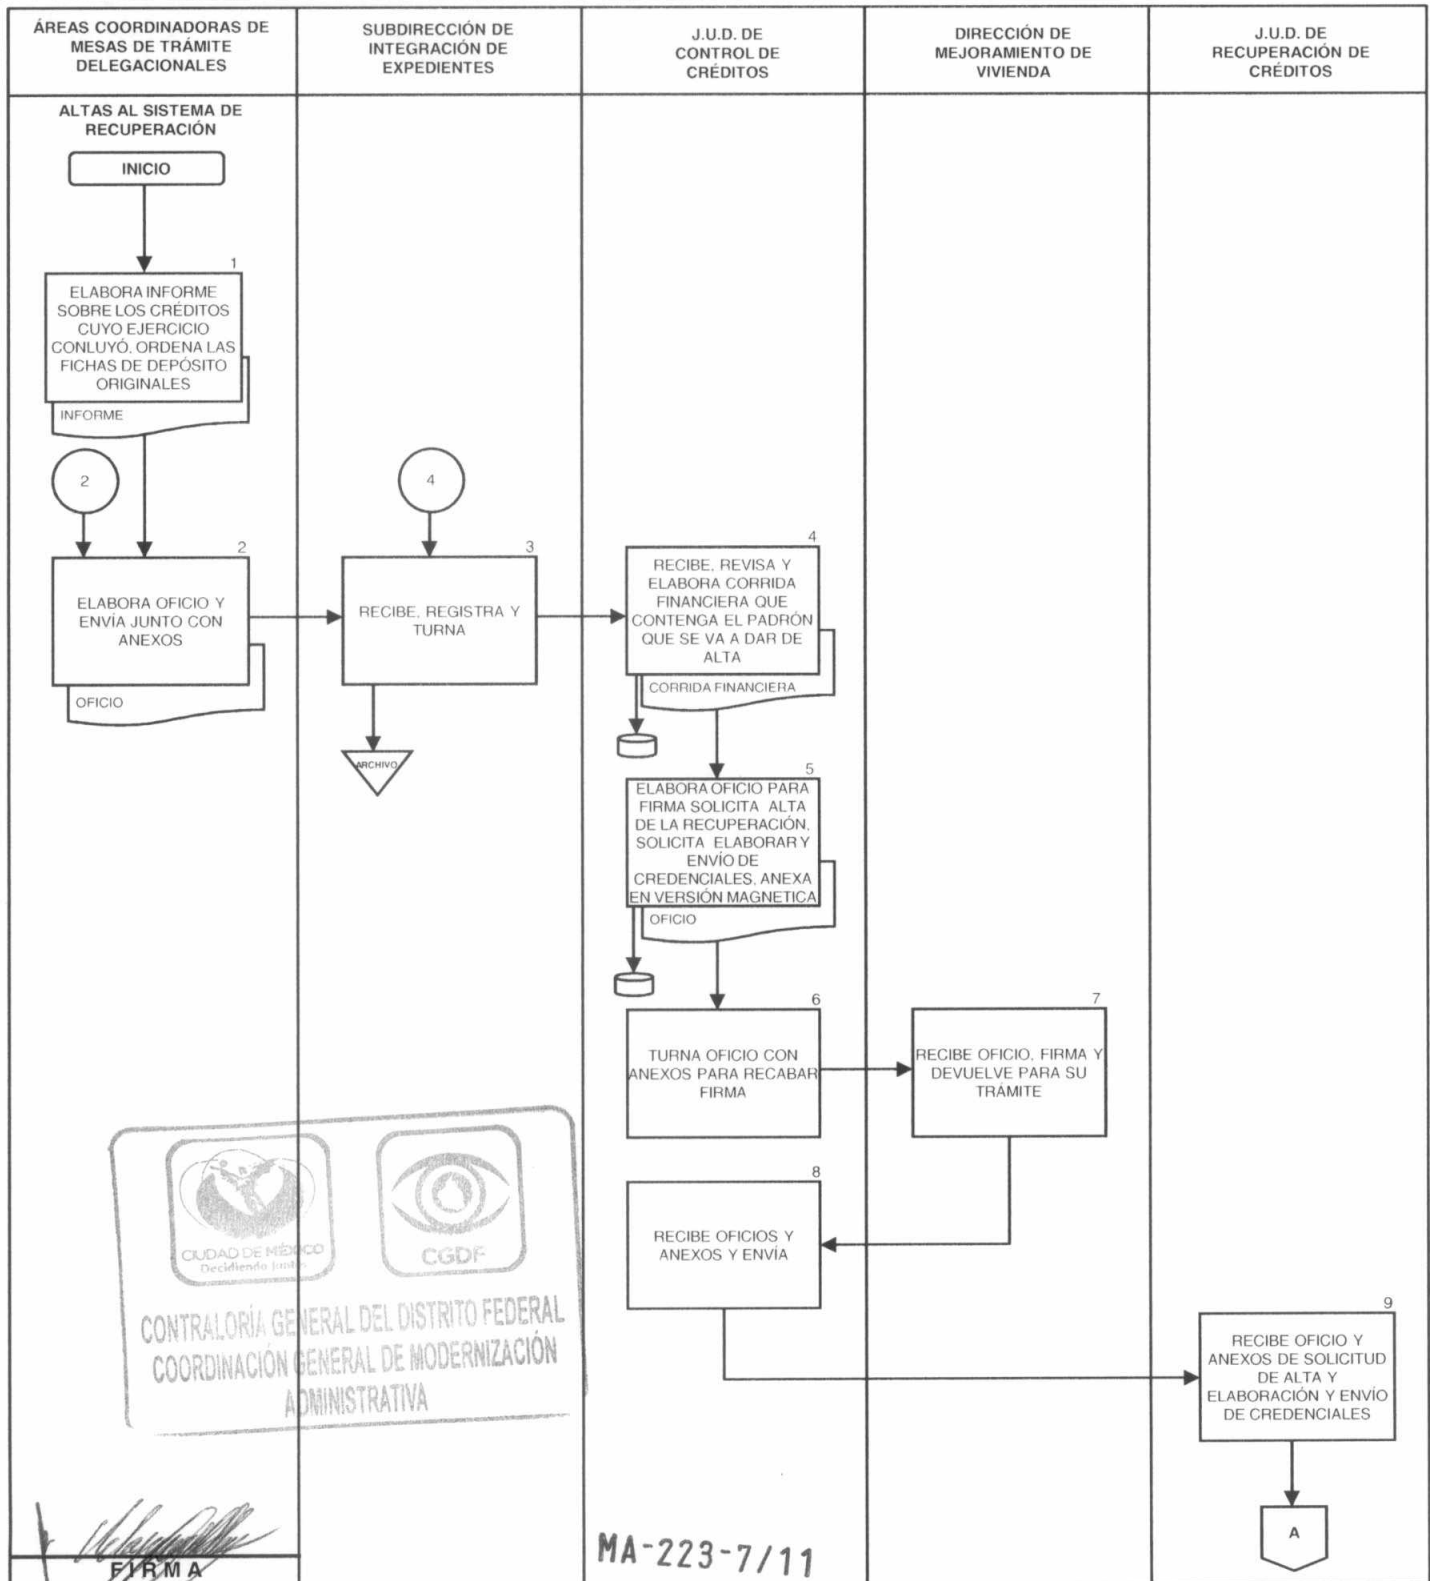 ÁREAS COORDINADORAS DE
MESAS DE TRÁMITE
DELEGACIONALES
SUBDIRECCIÓN DE
INTEGRACIÓN DE
EXPEDIENTES
J.U.D. DE
CONTROL DE
CRÉDITOS
DIRECCIÓN DE
MEJORAMIENTO DE
VIVIENDA
J.U.D. DE
RECUPERACIÓN DE
CRÉDITOS
ALTAS AL SISTEMA DE
RECUPERACIÓN
INICIO
1
ELABORA INFORME
SOBRE LOS CRÉDITOS
CUYO EJERCICIO
CONLUYÓ, ORDENA LAS
FICHAS DE DEPÓSITO
ORIGINALES
INFORME
2
4
2
ELABORA OFICIO Y
ENVÍA JUNTO CON
ANEXOS
OFICIO
3
RECIBE, REGISTRA Y
TURNA
ARCHIVO
4
RECIBE, REVISA Y
ELABORA CORRIDA
FINANCIERA QUE
CONTENGA EL PADRÓN
QUE SE VA A DAR DE
ALTA
CORRIDA FINANCIERA
5
ELABORA OFICIO PARA
FIRMA SOLICITA ALTA
DE LA RECUPERACIÓN,
SOLICITA ELABORAR Y
ENVÍO DE
CREDENCIALES, ANEXA
EN VERSIÓN MAGNETICA
OFICIO
6
TURNA OFICIO CON
ANEXOS PARA RECABAR
FIRMA
7
RECIBE OFICIO, FIRMA Y
DEVUELVE PARA SU
TRÁMITE
8
RECIBE OFICIOS Y
ANEXOS Y ENVÍA
9
RECIBE OFICIO Y
ANEXOS DE SOLICITUD
DE ALTA Y
ELABORACIÓN Y ENVÍO
DE CREDENCIALES
A
CIUDAD DE MÉXICO
Decidiendo Juntos
CGDF
CONTRALORÍA GENERAL DEL DISTRITO FEDERAL
COORDINACIÓN GENERAL DE MODERNIZACIÓN
ADMINISTRATIVA
FIRMA
MA-223-7/11